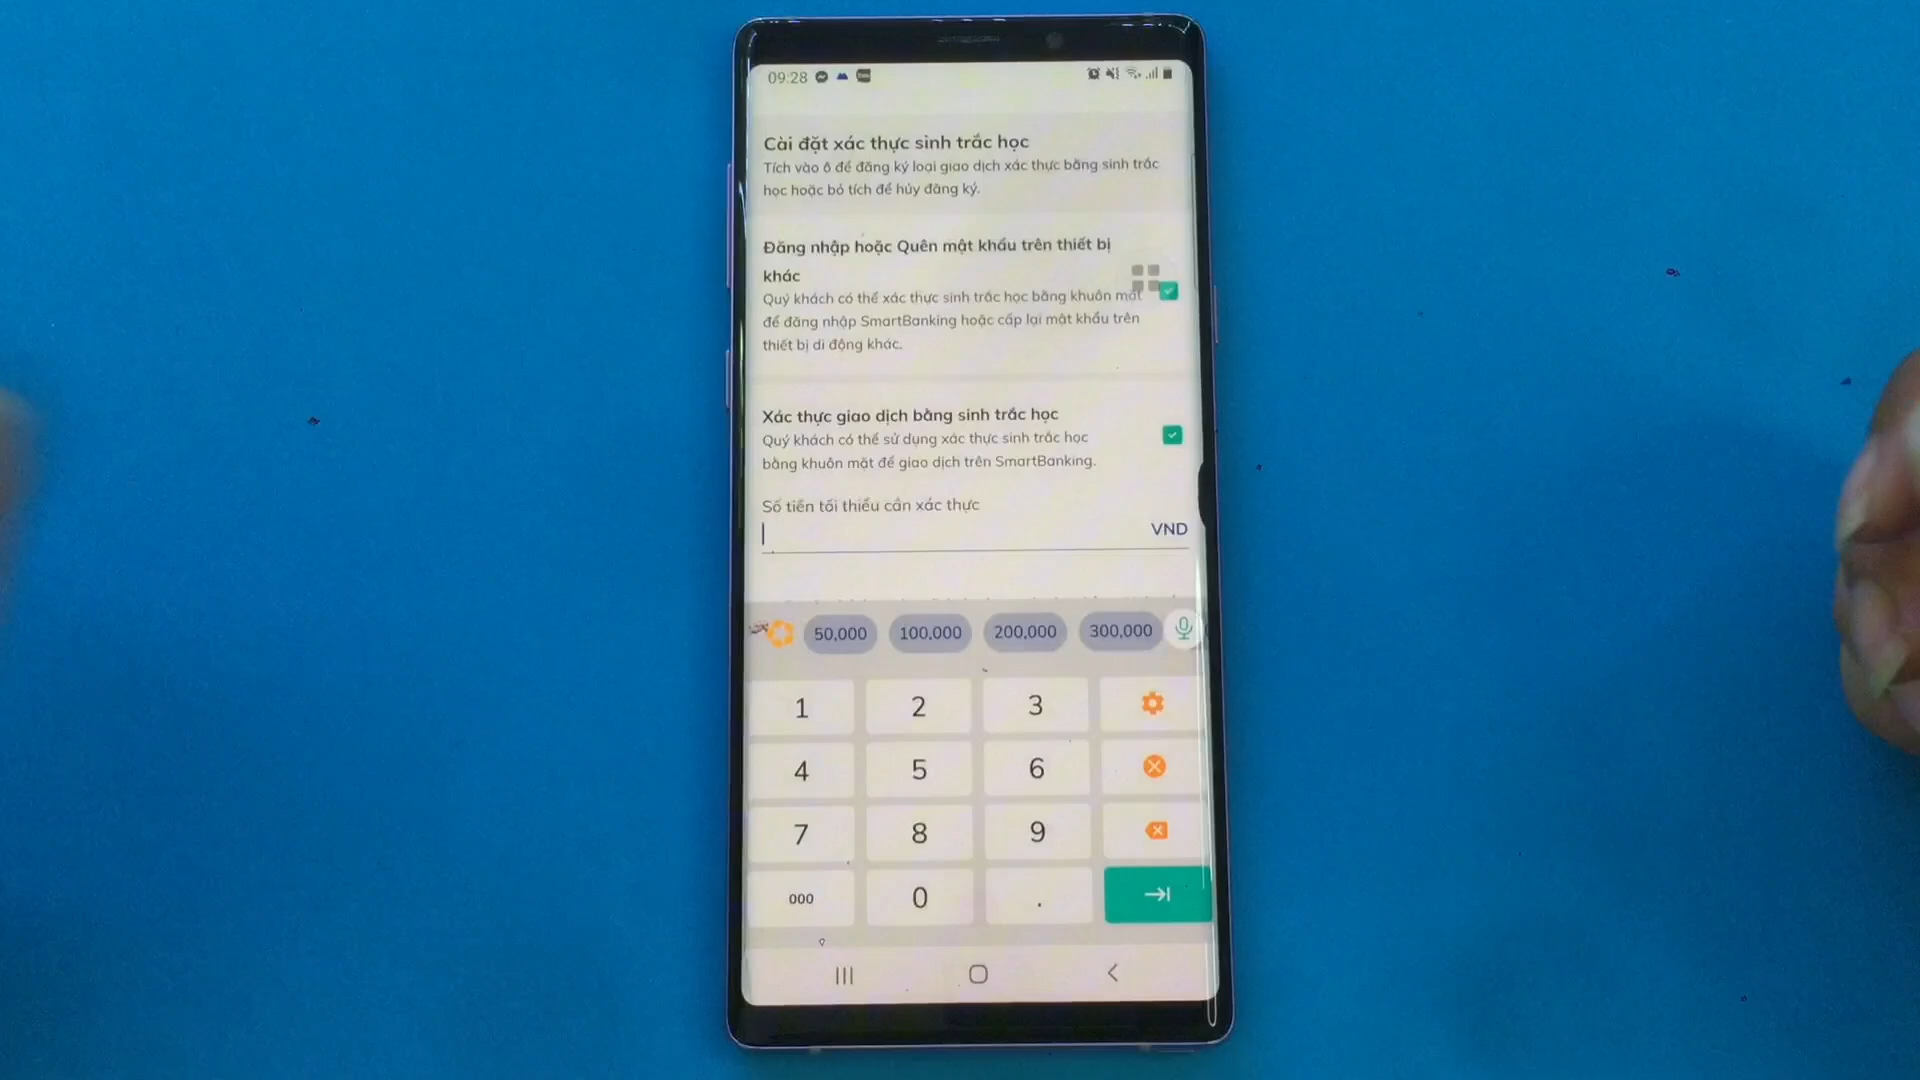 09:28
Cài đặt xác thực sinh trắc học
Tích vào ô để đăng ký loại giao dịch xác thực bằng sinh trắc
học hoặc bỏ tích để hủy đăng ký.
Đăng nhập hoặc Quên mật khẩu trên thiết bị
khác
Quý khách có thể xác thực sinh trắc học bằng khuôn mặt
để đăng nhập SmartBanking hoặc cấp lại mật khẩu trên
thiết bị di động khác.
Xác thực giao dịch bằng sinh trắc học
Quý khách có thể sử dụng xác thực sinh trắc học
bằng khuôn mặt để giao dịch trên SmartBanking.
Số tiền tối thiểu cần xác thực
VND
50,000 100,000 200,000 300,000
1 2 3
4 5 6
7 8 9
000 0 .